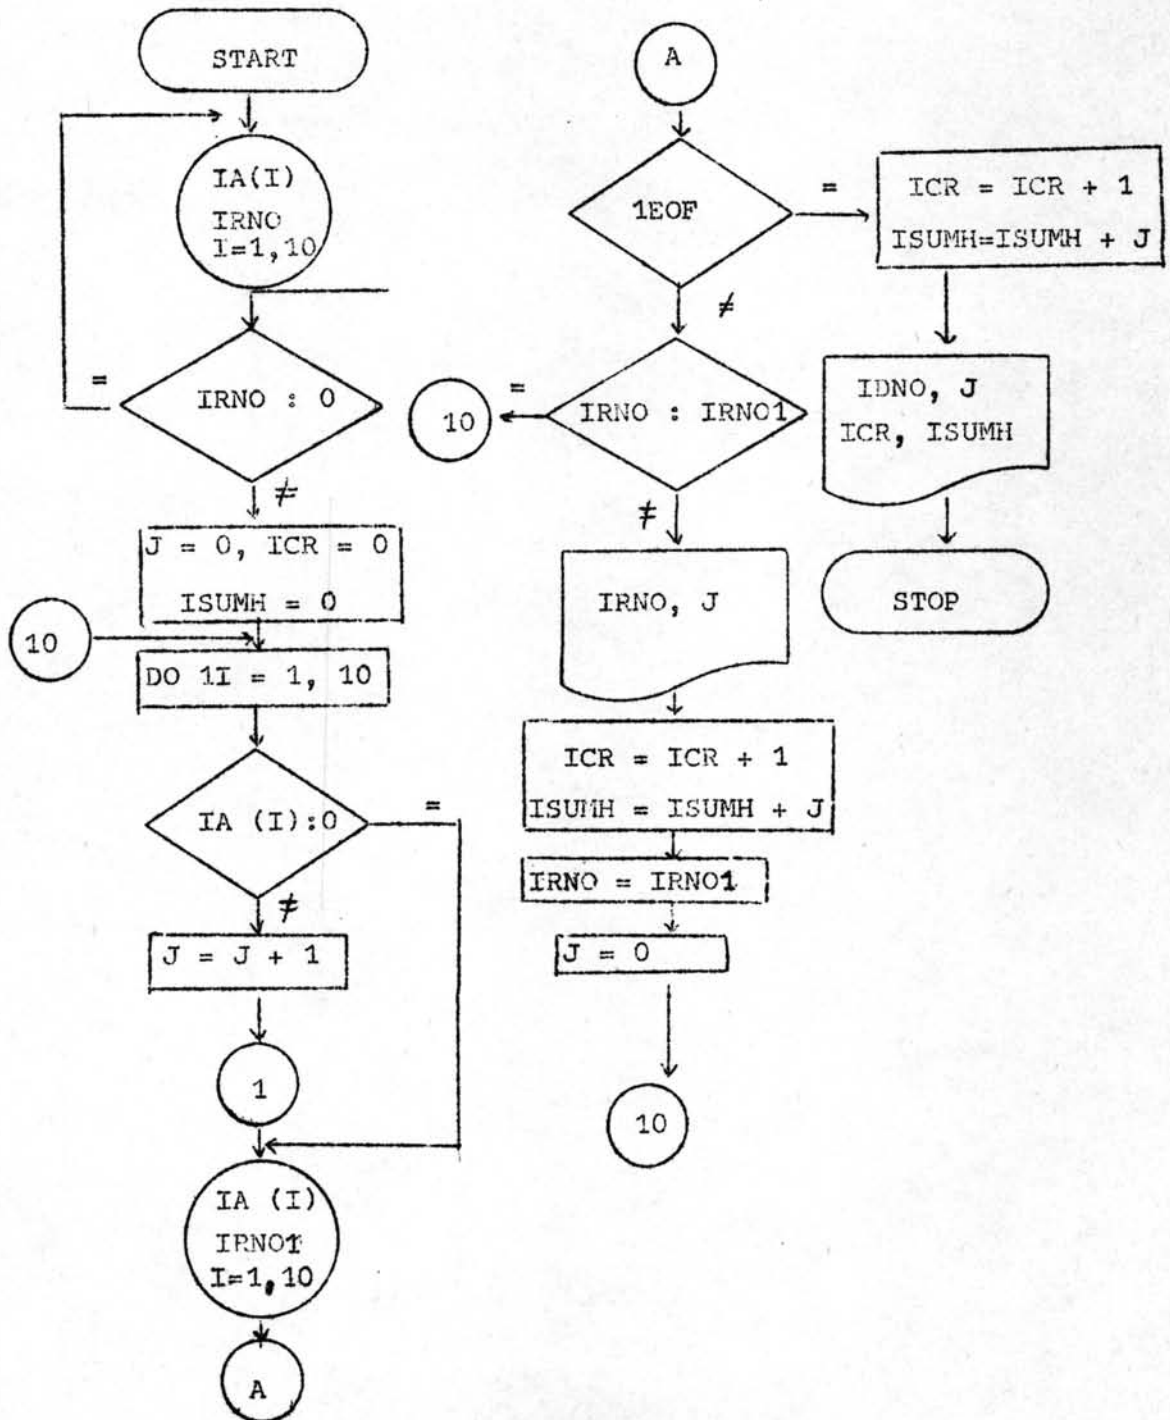 START
IA(I)
IRNO
I=1,10
=
IRNO : 0
≠
J = 0, ICR = 0
ISUMH = 0
10
DO 1I = 1, 10
IA (I):0
=
≠
J = J + 1
1
IA (I)
IRNO1
I=1,10
A
A
1EOF
=
≠
ICR = ICR + 1
ISUMH=ISUMH + J
IDNO, J
ICR, ISUMH
STOP
=
10
IRNO : IRNO1
≠
IRNO, J
ICR = ICR + 1
ISUMH = ISUMH + J
IRNO = IRNO1
J = 0
10